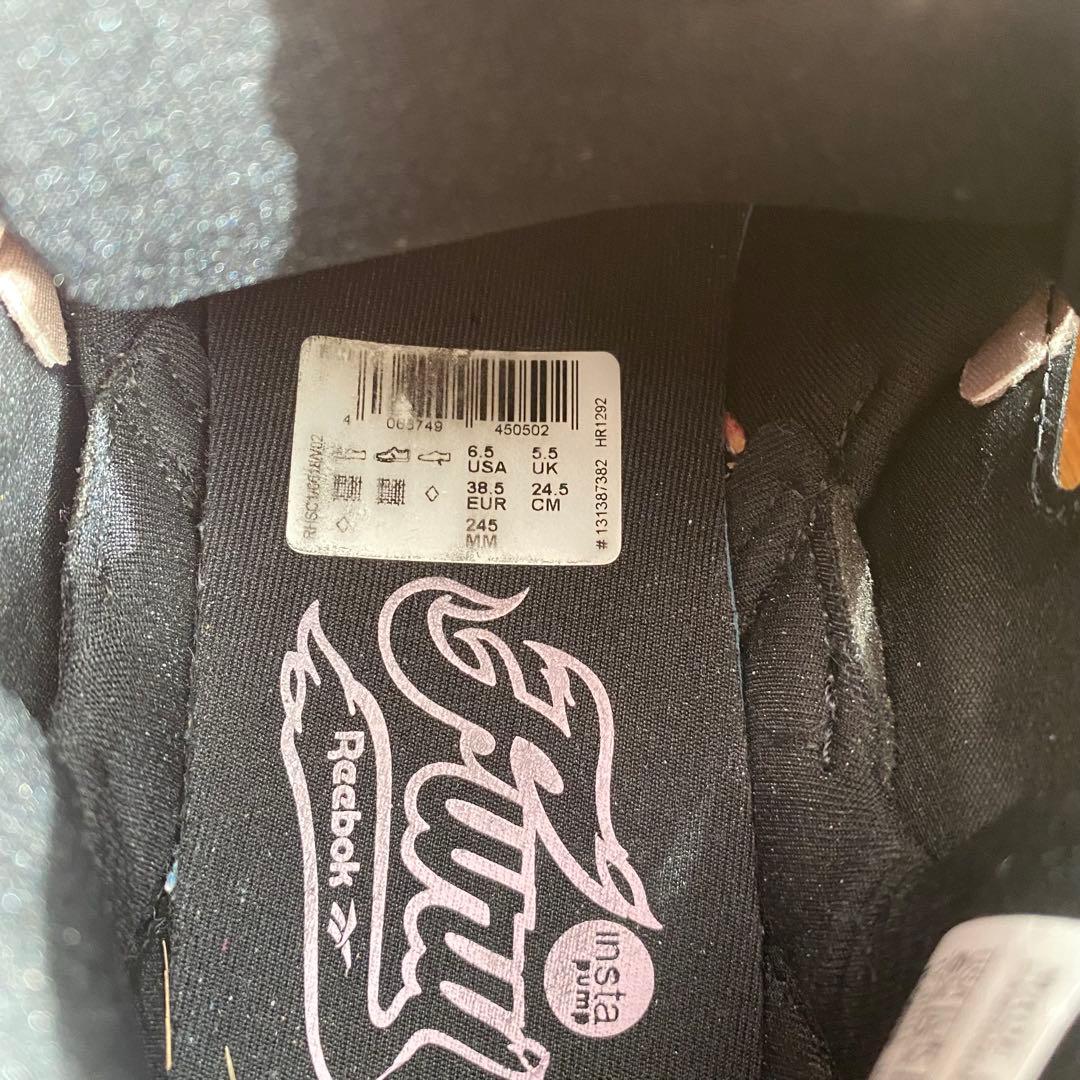 4 065749 450502
6.5 5.5
USA UK
38.5 24.5
EUR CM
245
MM
# 131387382 HR1292
Reebok
Fury
insta
pump